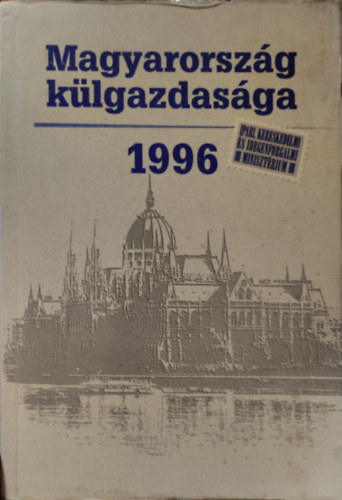 Magyarország
külgazdasága
1996
IPARI, KERESKEDELMI
ÉS IDEGENFORGALMI
MINISZTÉRIUM